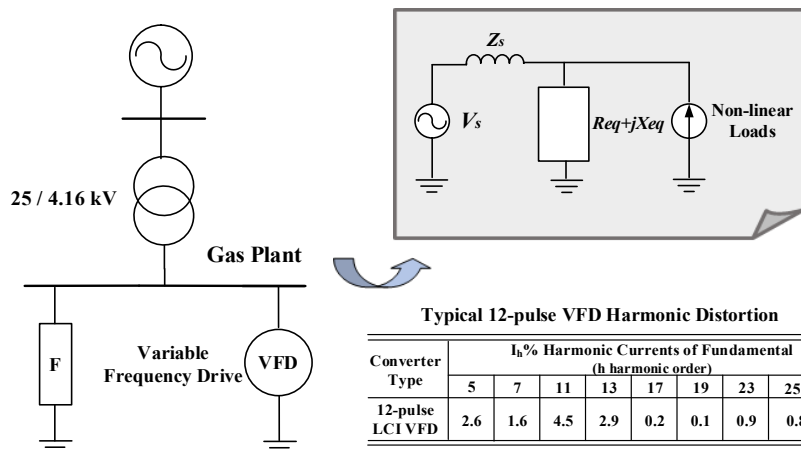 25 / 4.16 kV
Gas Plant
F
Variable
Frequency Drive
VFD
Zs
Vs
Req+jXeq
Non-linear
Loads
Typical 12-pulse VFD Harmonic Distortion
Converter
Type
Ih% Harmonic Currents of Fundamental
(h harmonic order)
5 7 11 13 17 19 23 25
12-pulse
LCI VFD
2.6 1.6 4.5 2.9 0.2 0.1 0.9